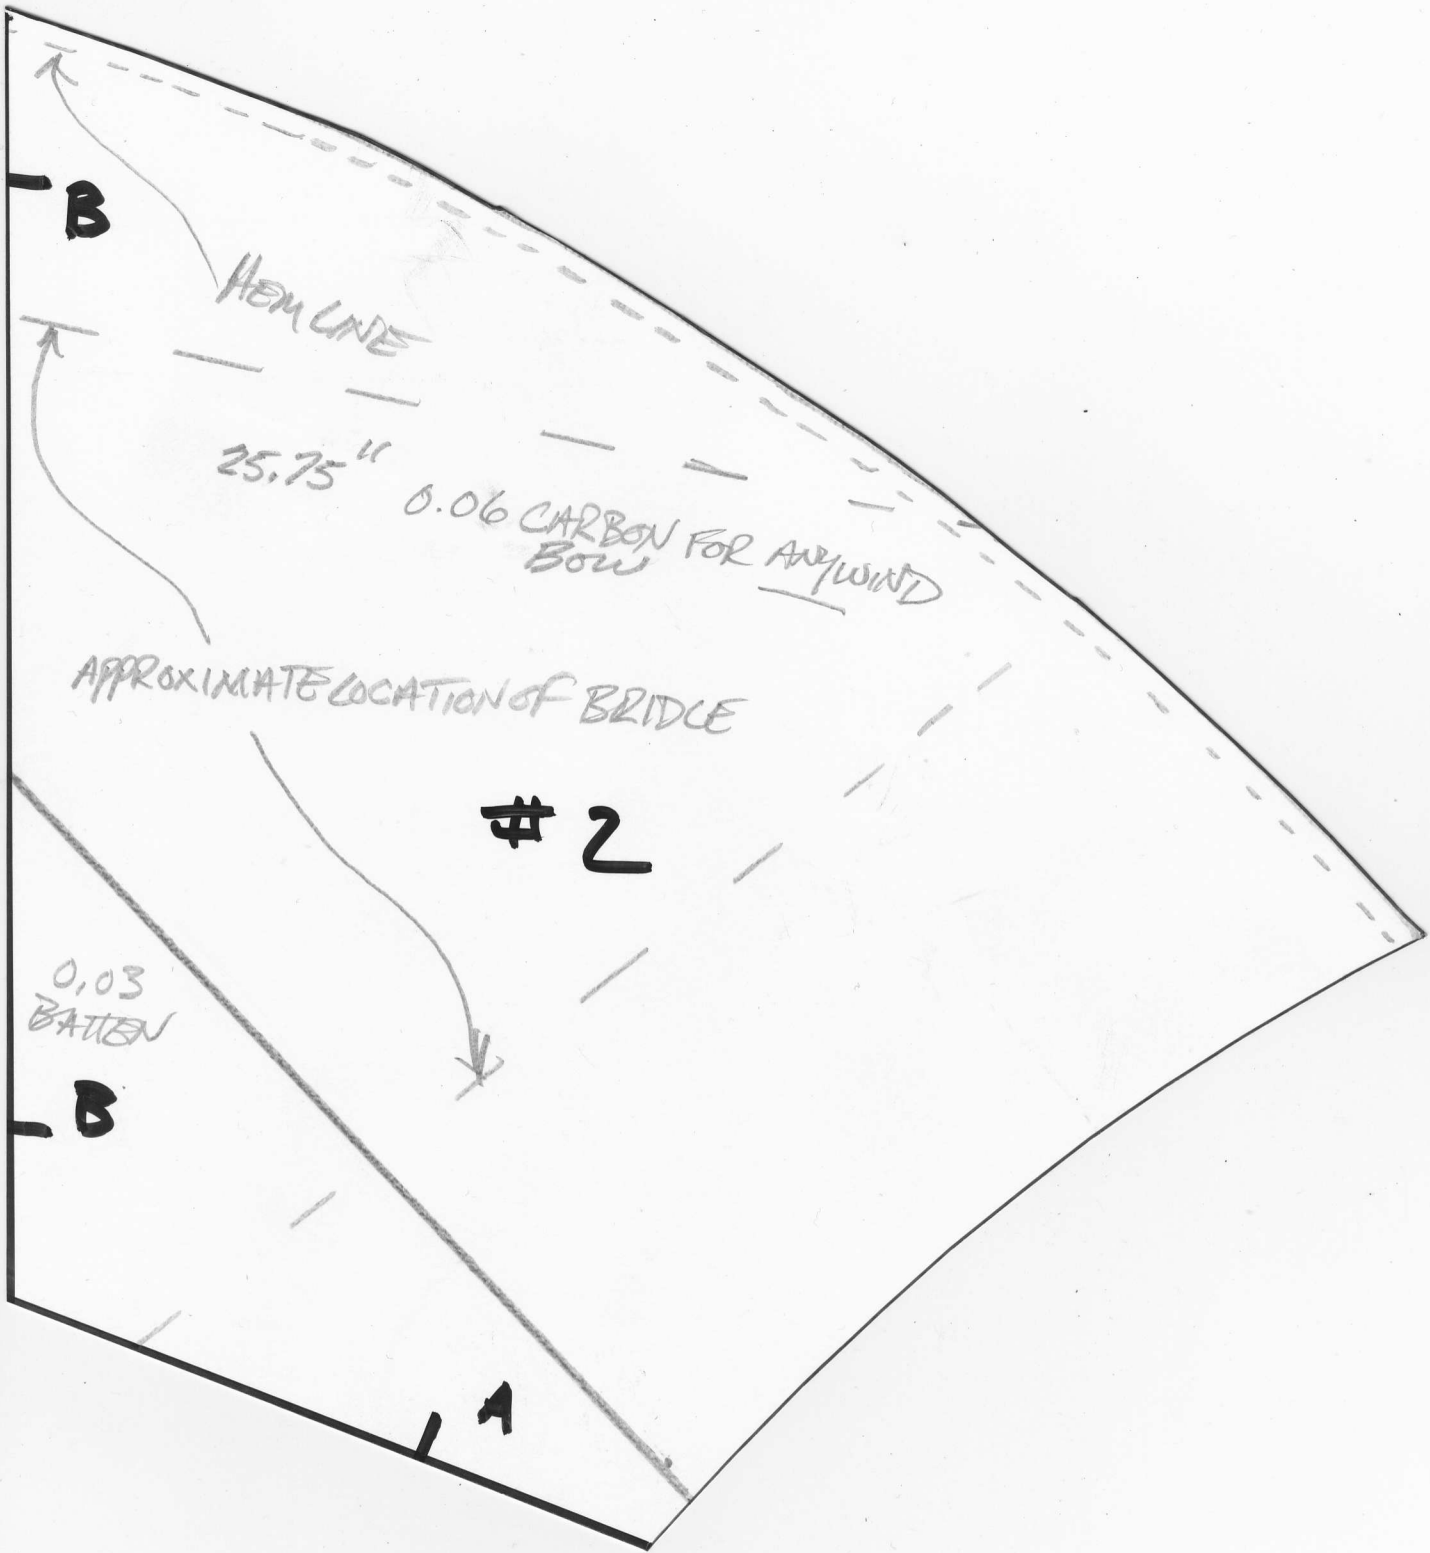 B
HEM LINE
25.75"
0.06 CARBON FOR ANYWIND
BOW
APPROXIMATE LOCATION OF BRIDLE
# 2
0.03
BATTEN
B
A